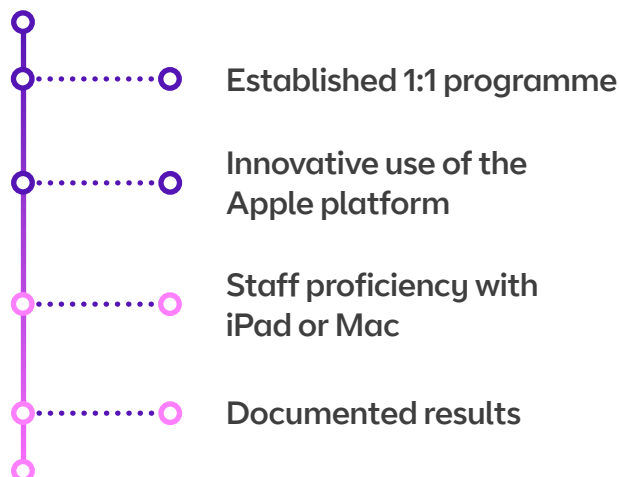 Established 1:1 programme
Innovative use of the
Apple platform
Staff proficiency with
iPad or Mac
Documented results